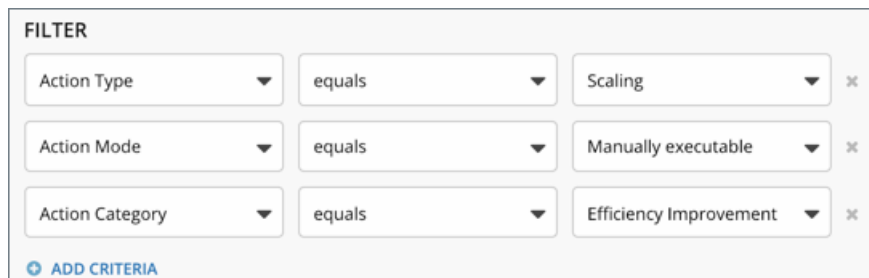 FILTER
Action Type equals Scaling
Action Mode equals Manually executable
Action Category equals Efficiency Improvement
ADD CRITERIA